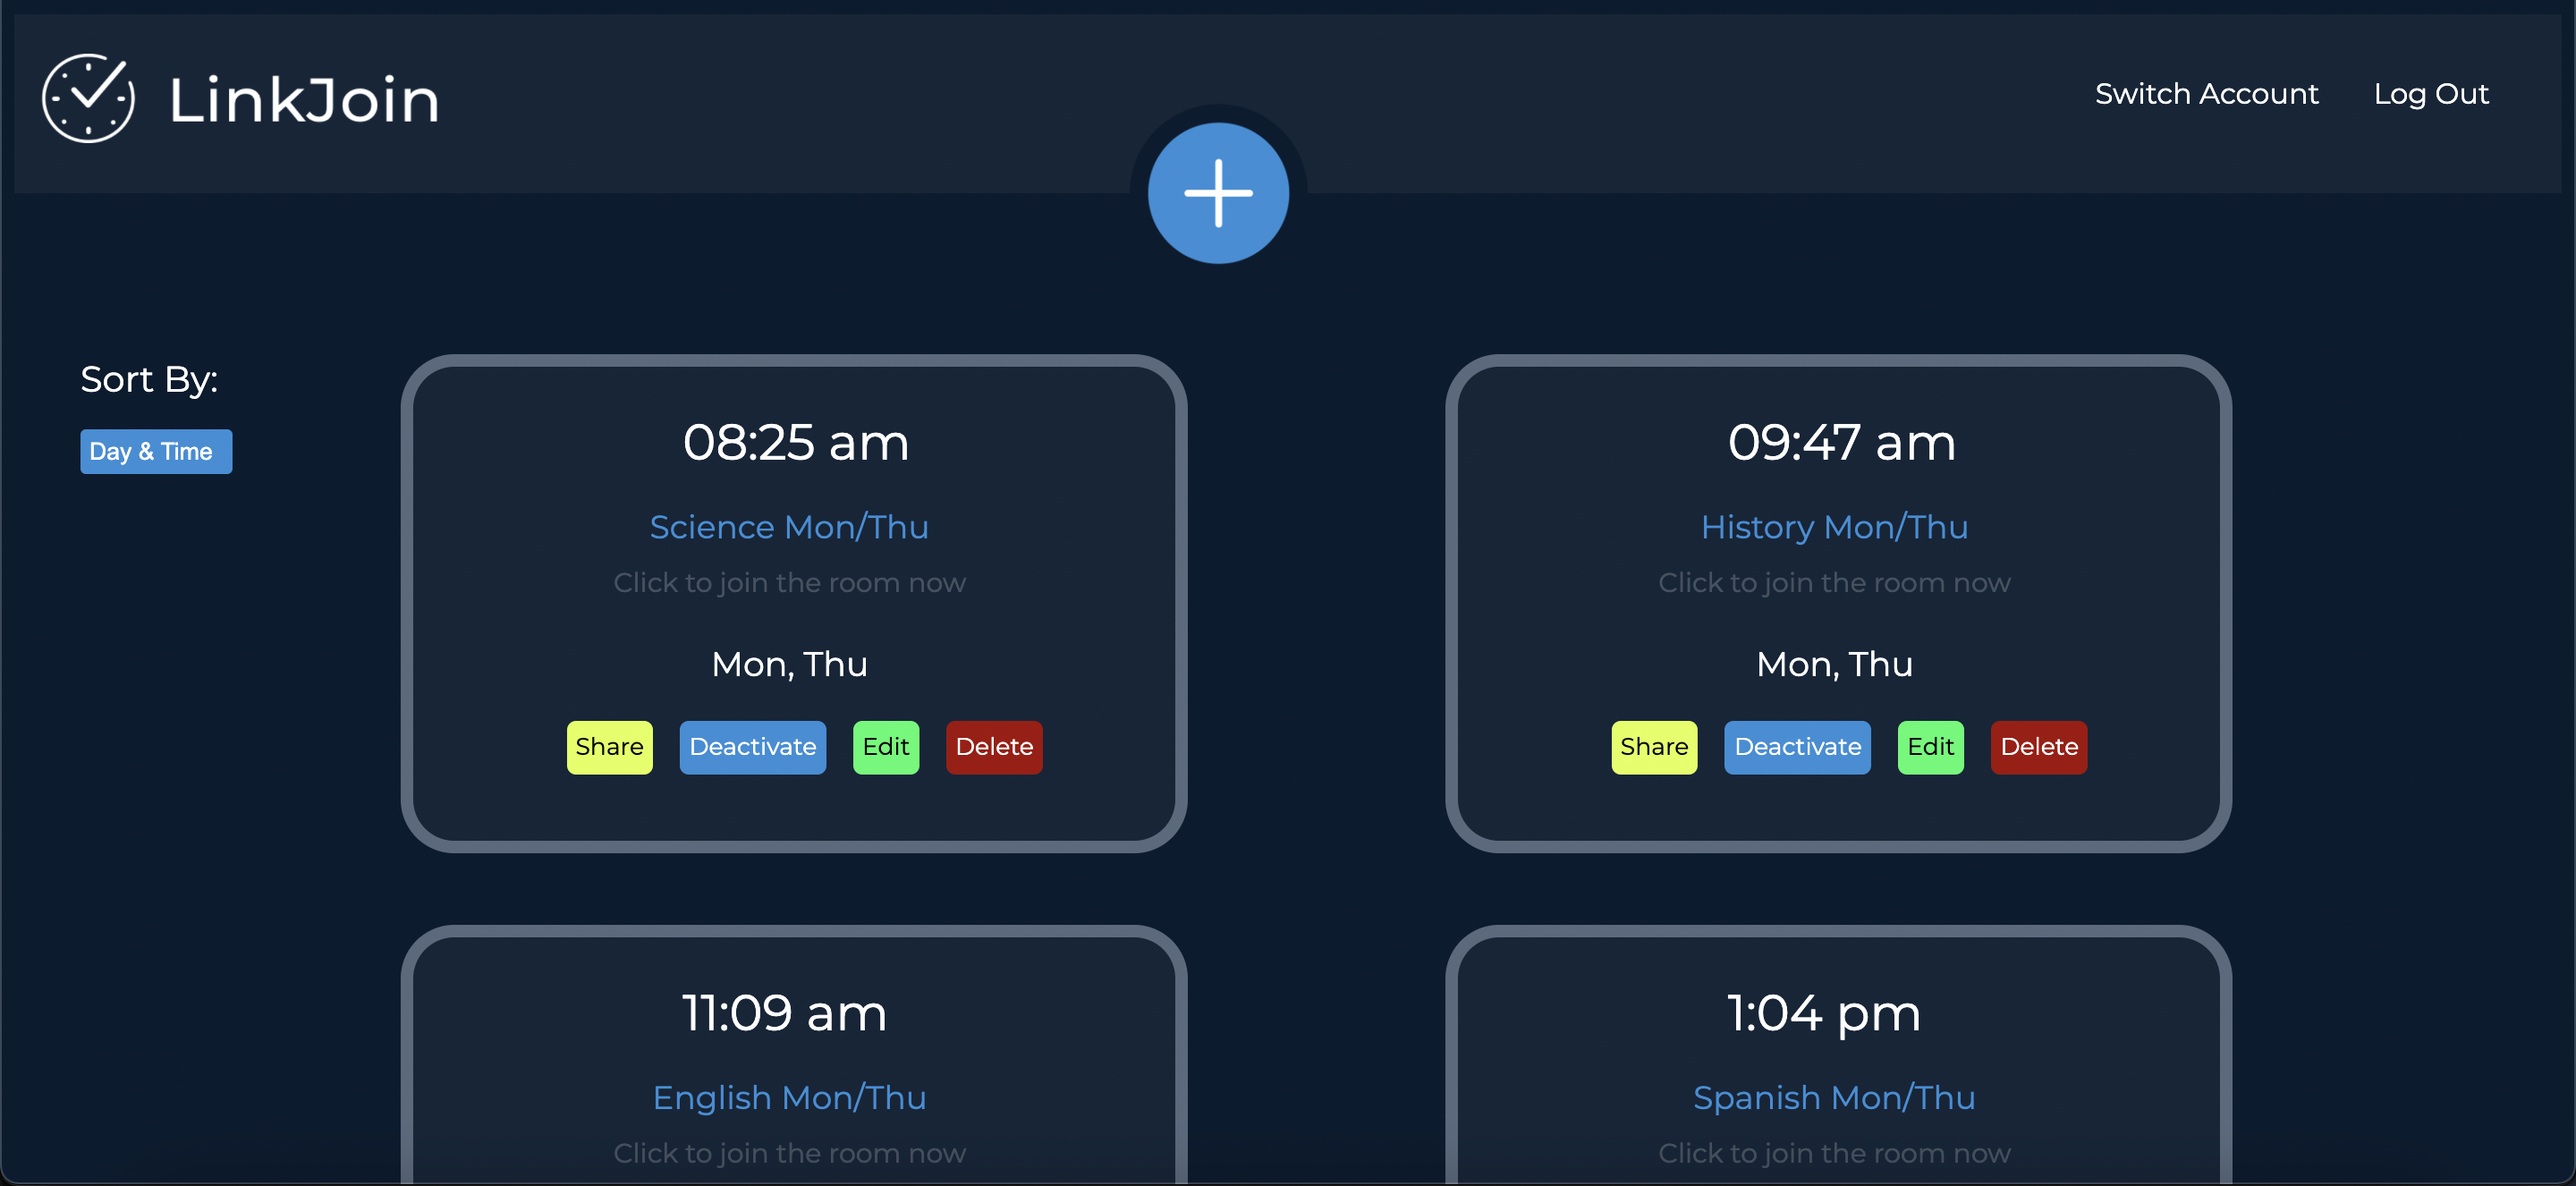 LinkJoin
Switch Account
Log Out
Sort By:
Day & Time
08:25 am
Science Mon/Thu
Click to join the room now
Mon, Thu
Share
Deactivate
Edit
Delete
09:47 am
History Mon/Thu
Click to join the room now
Mon, Thu
Share
Deactivate
Edit
Delete
11:09 am
English Mon/Thu
Click to join the room now
1:04 pm
Spanish Mon/Thu
Click to join the room now